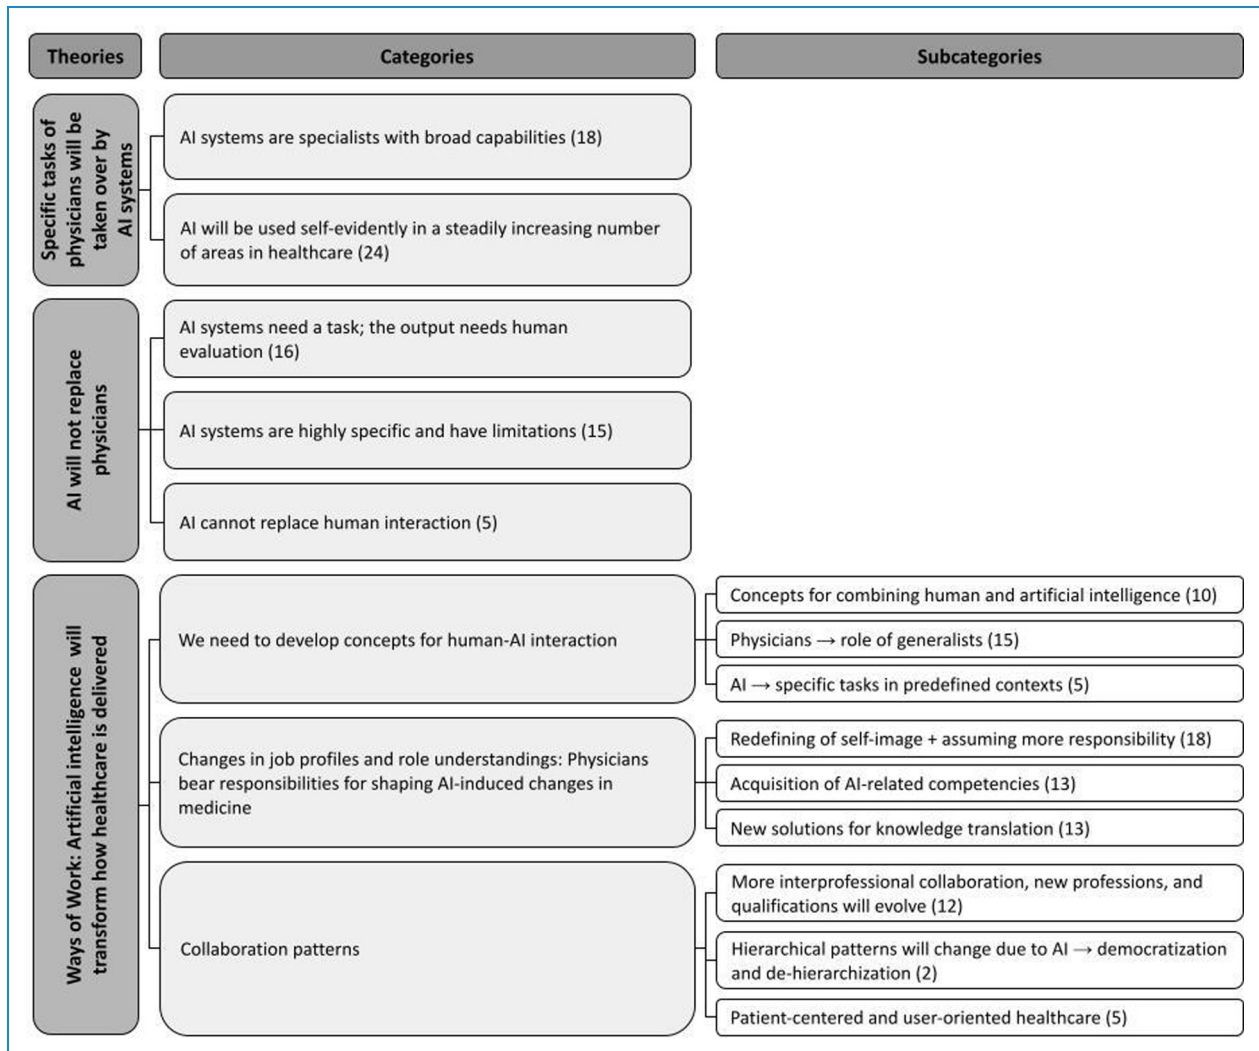 Theories
Categories
Subcategories
Specific tasks of
physicians will be
taken over by
AI systems
AI systems are specialists with broad capabilities (18)
AI will be used self-evidently in a steadily increasing number
of areas in healthcare (24)
AI will not replace
physicians
AI systems need a task; the output needs human
evaluation (16)
AI systems are highly specific and have limitations (15)
AI cannot replace human interaction (5)
Ways of Work: Artificial intelligence will
transform how healthcare is delivered
We need to develop concepts for human-AI interaction
Concepts for combining human and artificial intelligence (10)
Physicians → role of generalists (15)
AI → specific tasks in predefined contexts (5)
Changes in job profiles and role understandings: Physicians
bear responsibilities for shaping AI-induced changes in
medicine
Redefining of self-image + assuming more responsibility (18)
Acquisition of AI-related competencies (13)
New solutions for knowledge translation (13)
Collaboration patterns
More interprofessional collaboration, new professions, and
qualifications will evolve (12)
Hierarchical patterns will change due to AI → democratization
and de-hierarchization (2)
Patient-centered and user-oriented healthcare (5)